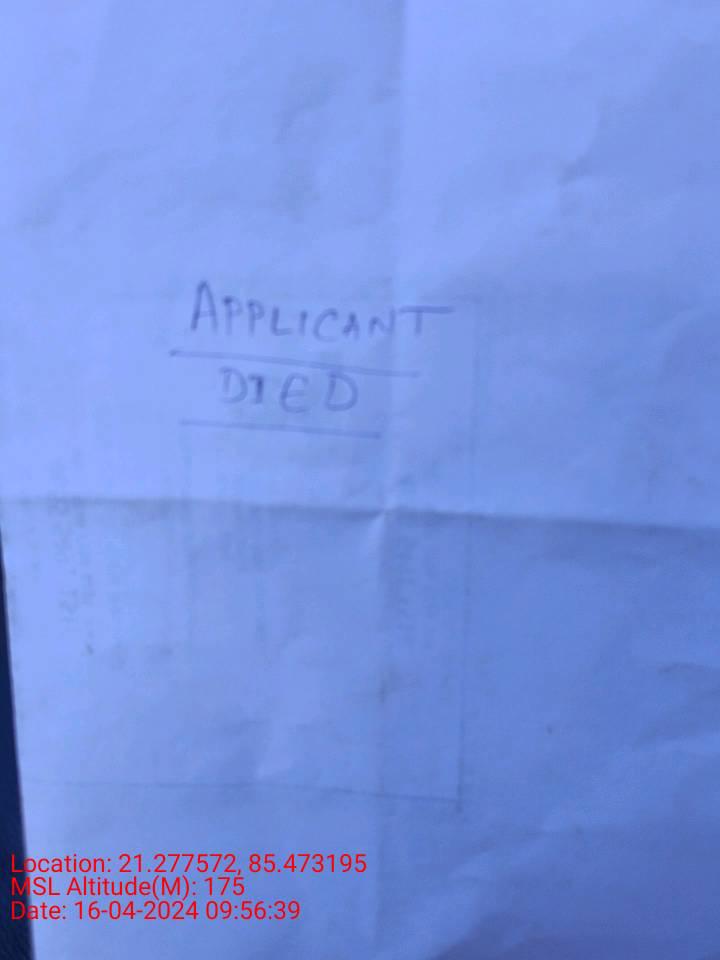 APPLICANT
DIED
Location: 21.277572, 85.473195
MSL Altitude(M): 175
Date: 16-04-2024 09:56:39